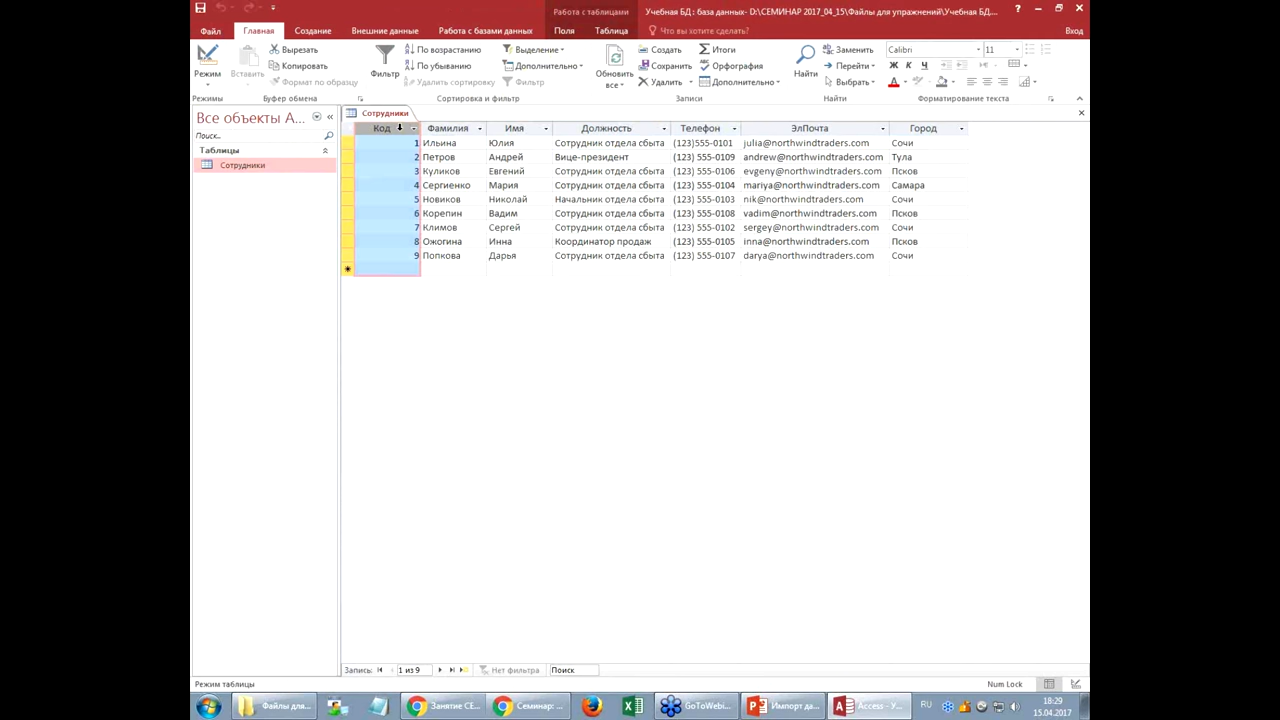 Работа с таблицами
Учебная БД : база данных- D:\СЕМИНАР 2017_04_15\Файлы для упражнений\Учебная БД....
?
Файл Главная Создание Внешние данные Работа с базами данных Поля Таблица Что вы хотите сделать? Вход
Режим
Вставить
Вырезать
Копировать
Формат по образцу
Фильтр
По возрастанию
По убыванию
Удалить сортировку
Выделение
Дополнительно
Фильтр
Обновить
все
Создать
Сохранить
Удалить
Итоги
Орфография
Дополнительно
Найти
Заменить
Перейти
Выбрать
Calibri 11
Ж К Ч
Режимы Буфер обмена Сортировка и фильтр Записи Найти Форматирование текста
Все объекты A...
Поиск...
Таблицы
Сотрудники
Сотрудники
Код Фамилия Имя Должность Телефон ЭлПочта Город
1 Ильина Юлия Сотрудник отдела сбыта (123)555-0101 julia@northwindtraders.com Сочи
2 Петров Андрей Вице-президент (123) 555-0109 andrew@northwindtraders.com Тула
3 Куликов Евгений Сотрудник отдела сбыта (123) 555-0106 evgeny@northwindtraders.com Псков
4 Сергиенко Мария Сотрудник отдела сбыта (123) 555-0104 mariya@northwindtraders.com Самара
5 Новиков Николай Начальник отдела сбыта (123) 555-0103 nik@northwindtraders.com Сочи
6 Корепин Вадим Сотрудник отдела сбыта (123) 555-0108 vadim@northwindtraders.com Псков
7 Климов Сергей Сотрудник отдела сбыта (123) 555-0102 sergey@northwindtraders.com Сочи
8 Ожогина Инна Координатор продаж (123) 555-0105 inna@northwindtraders.com Псков
9 Попкова Дарья Сотрудник отдела сбыта (123) 555-0107 darya@northwindtraders.com Сочи
Запись: 1 из 9 Нет фильтра Поиск
Режим таблицы Num Lock
Файлы для... Занятие СЕ... Семинар: ... GoToWebi... Импорт да... Access - У... RU 18:29
15.04.2017